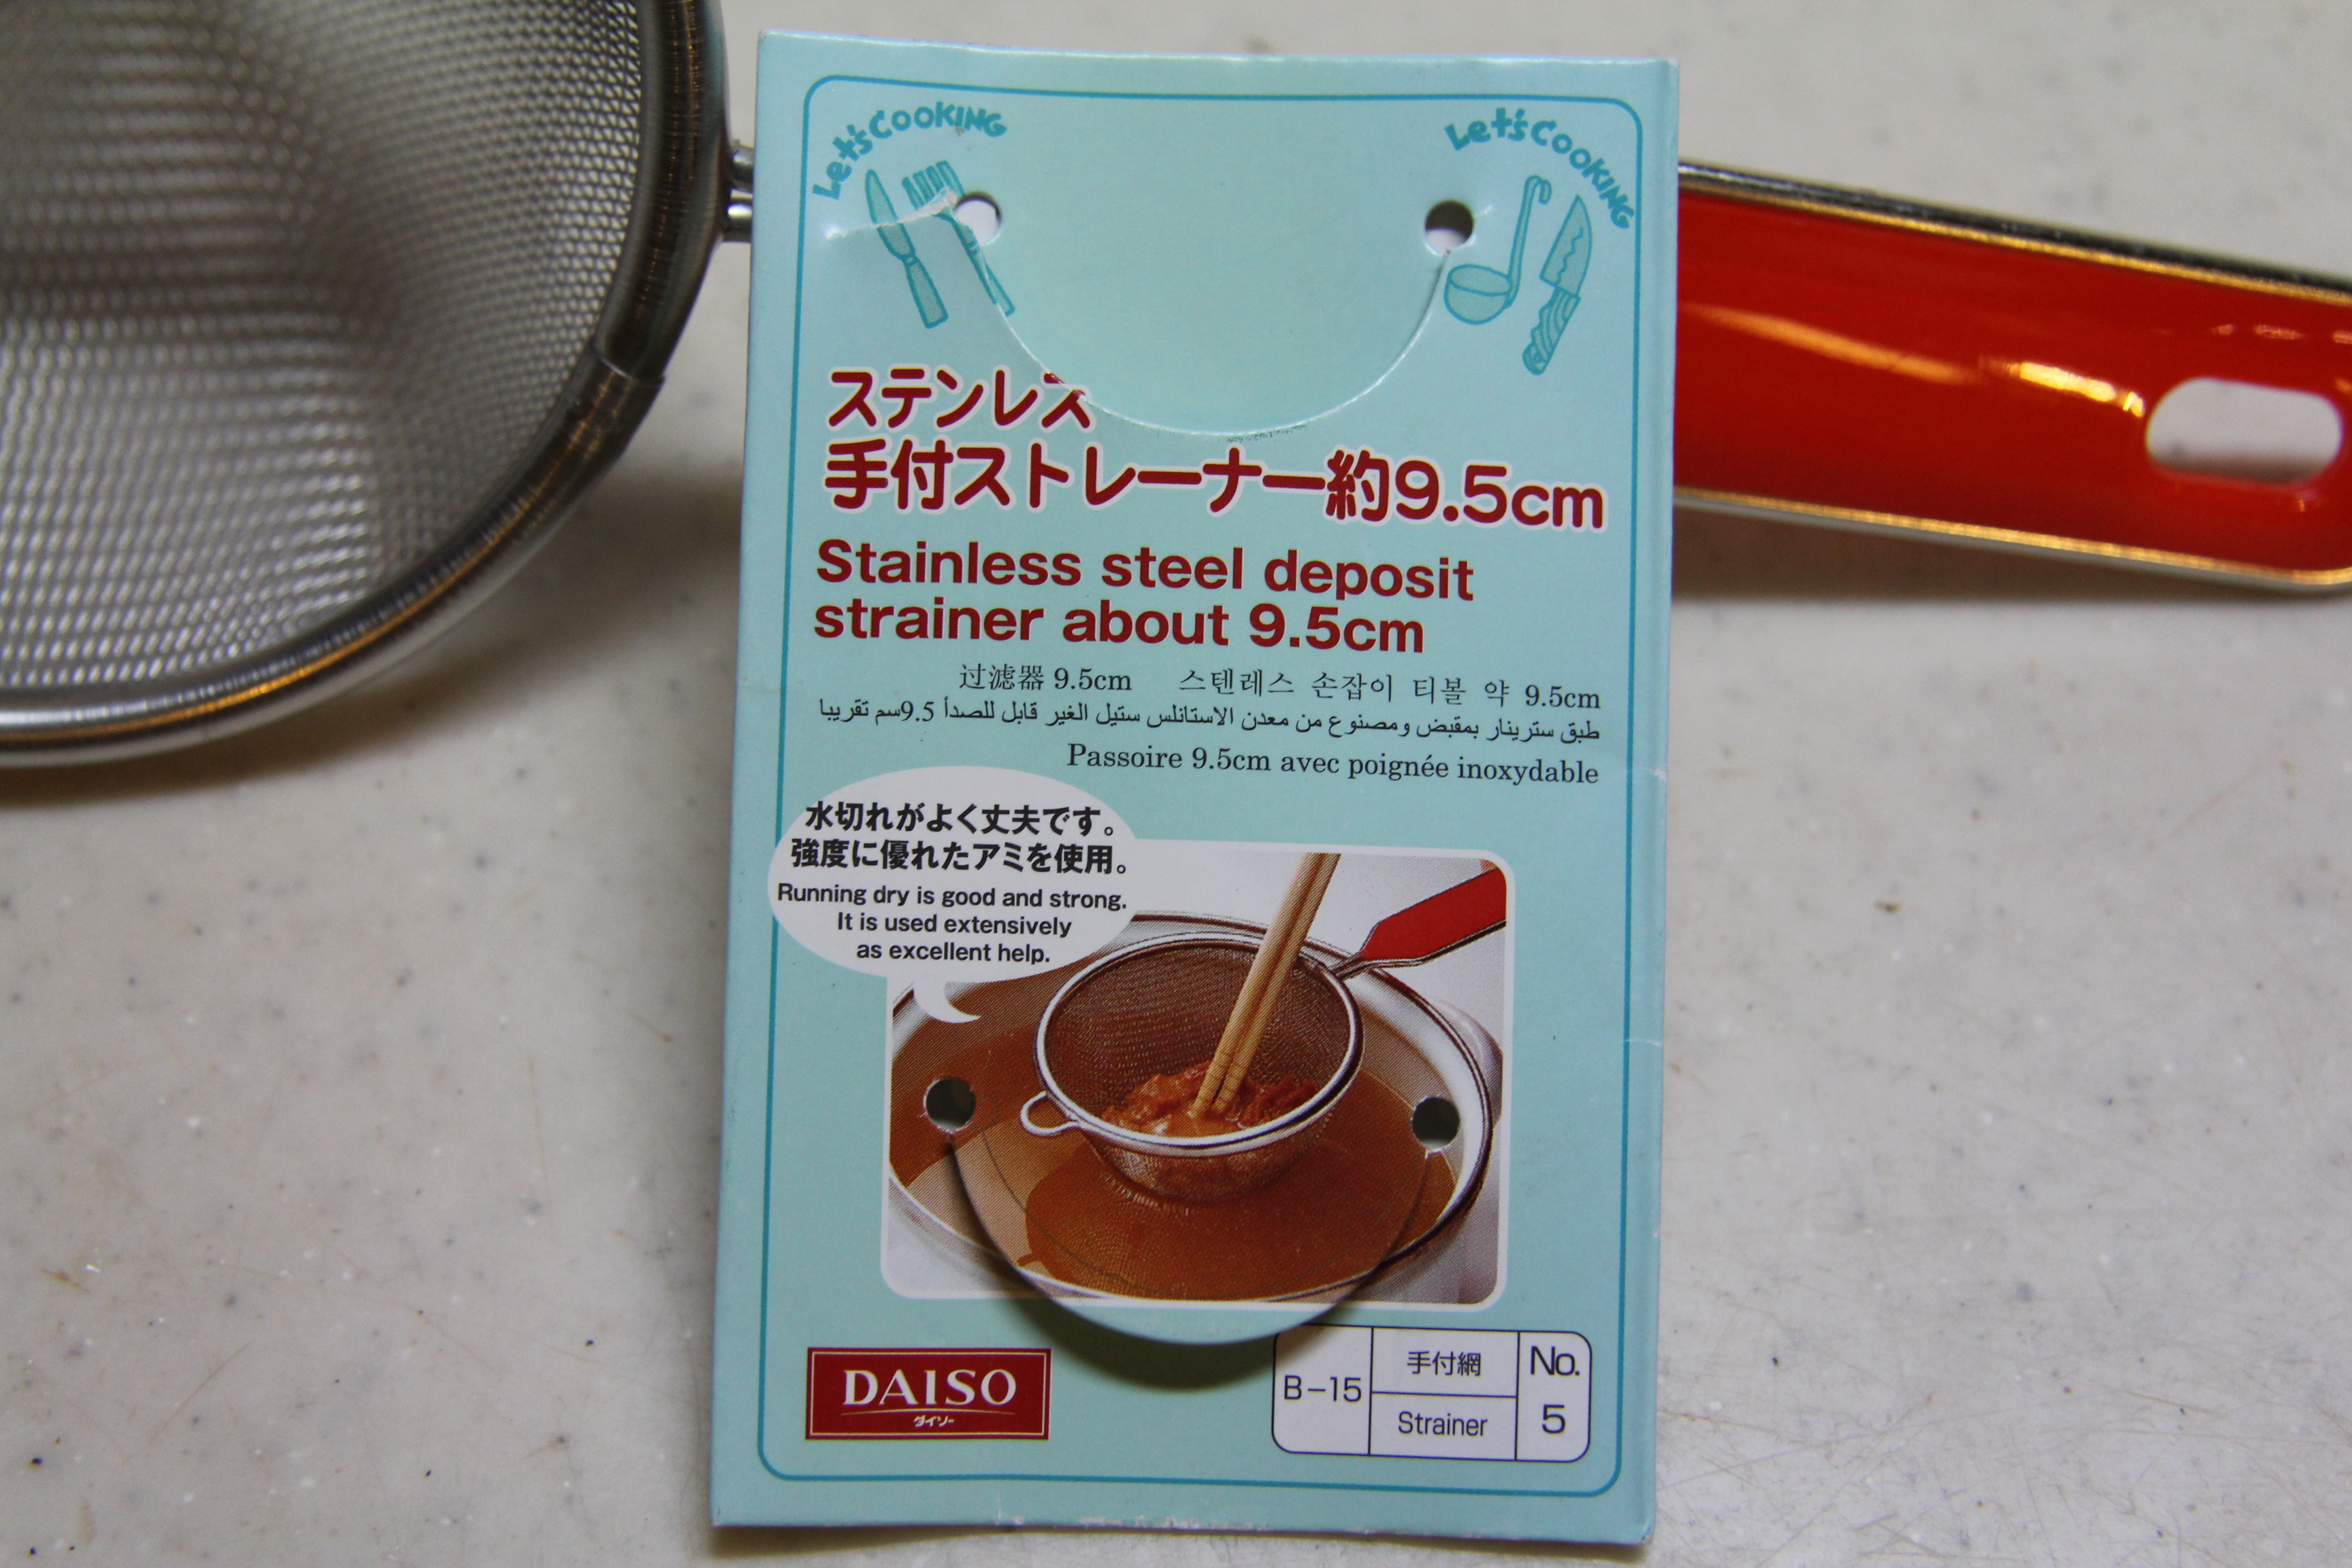 Let's COOKING
Let's COOKING
ステンレス
手付ストレーナー約9.5cm
Stainless steel deposit
strainer about 9.5cm
过滤器 9.5cm 스텐레스 손잡이 티볼 약 9.5cm
طبق سترينار بمقبض ومصنوع من معدن الاستانلس ستيل الغير قابل للصدأ 9.5سم تقريبا
Passoire 9.5cm avec poignée inoxydable
水切れがよく丈夫です。
強度に優れたアミを使用。
Running dry is good and strong.
It is used extensively
as excellent help.
DAISO
ダイソー
B-15
手付網
Strainer
No.
5